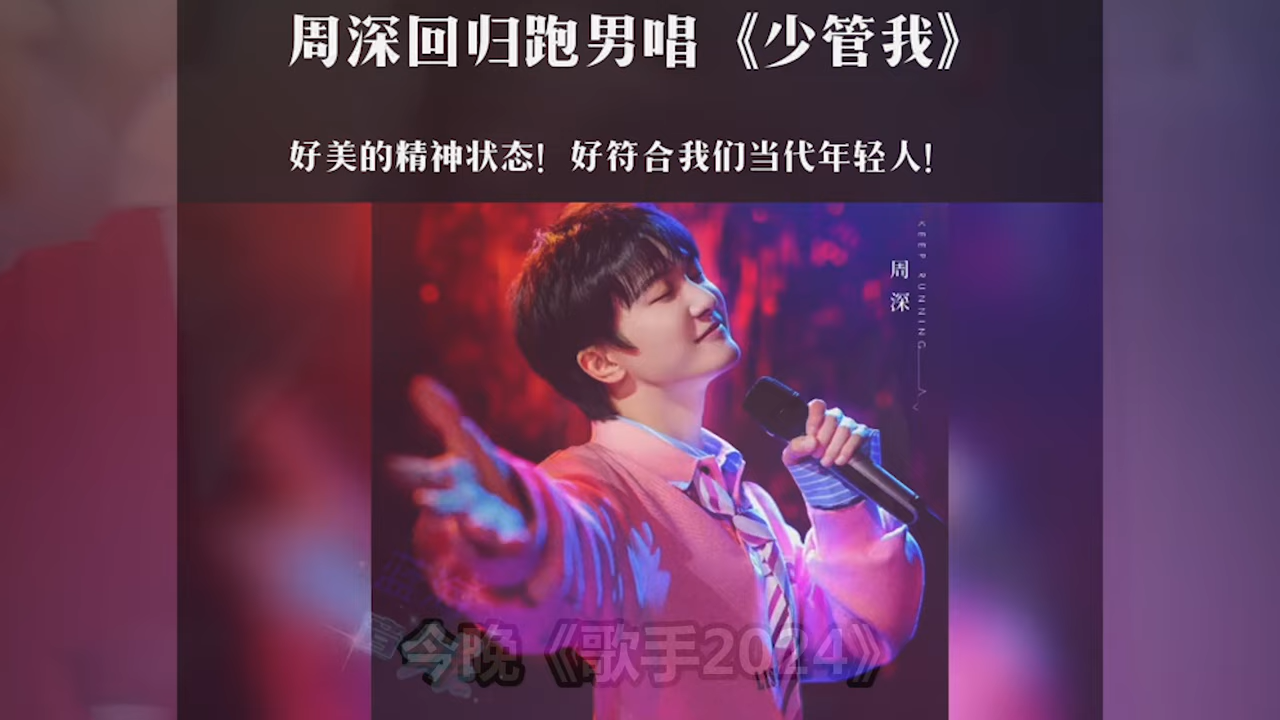 周深回归跑男唱《少管我》
好美的精神状态！好符合我们当代年轻人！
周深
KEEP RUNNING
今晚《歌手2024》